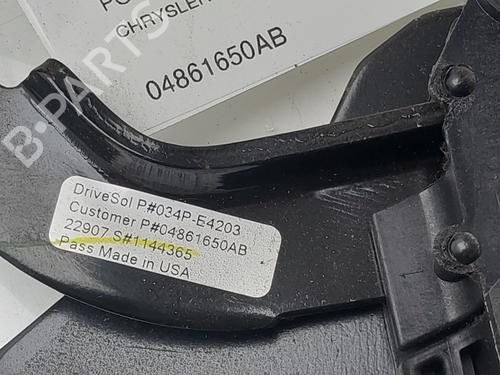 CHRYSLER
04861650AB
B-PARTS
DriveSol P#034P-E4203
Customer P#04861650AB
22907 S#1144365
Pass Made in USA